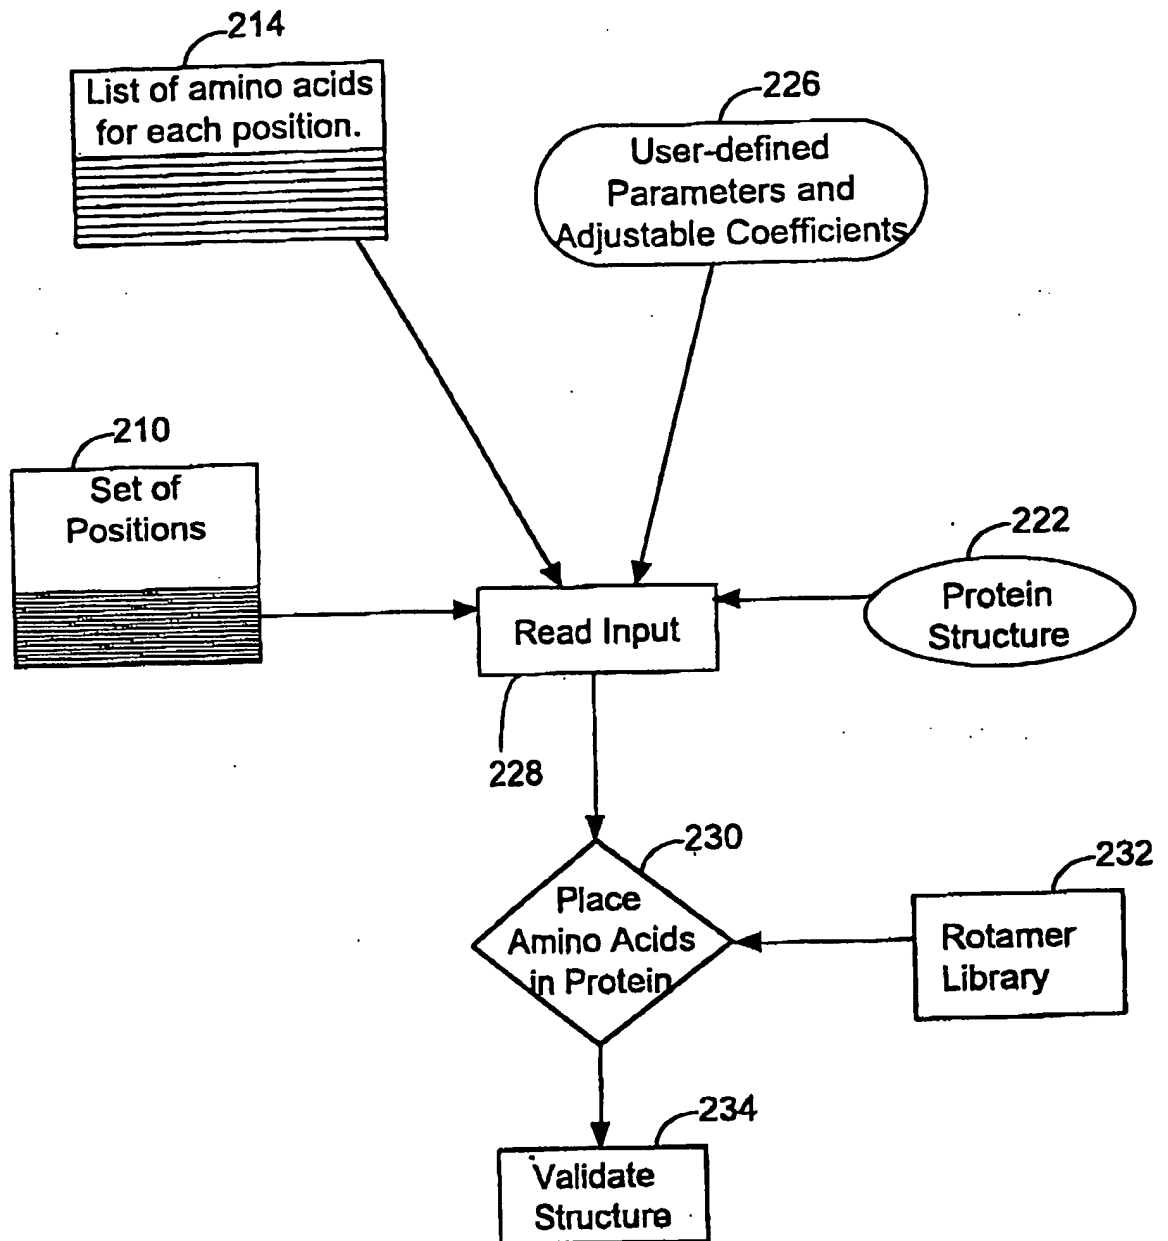 214
List of amino acids
for each position.
226
User-defined
Parameters and
Adjustable Coefficients
210
Set of
Positions
222
Protein
Structure
Read Input
228
230
Place
Amino Acids
in Protein
232
Rotamer
Library
234
Validate
Structure